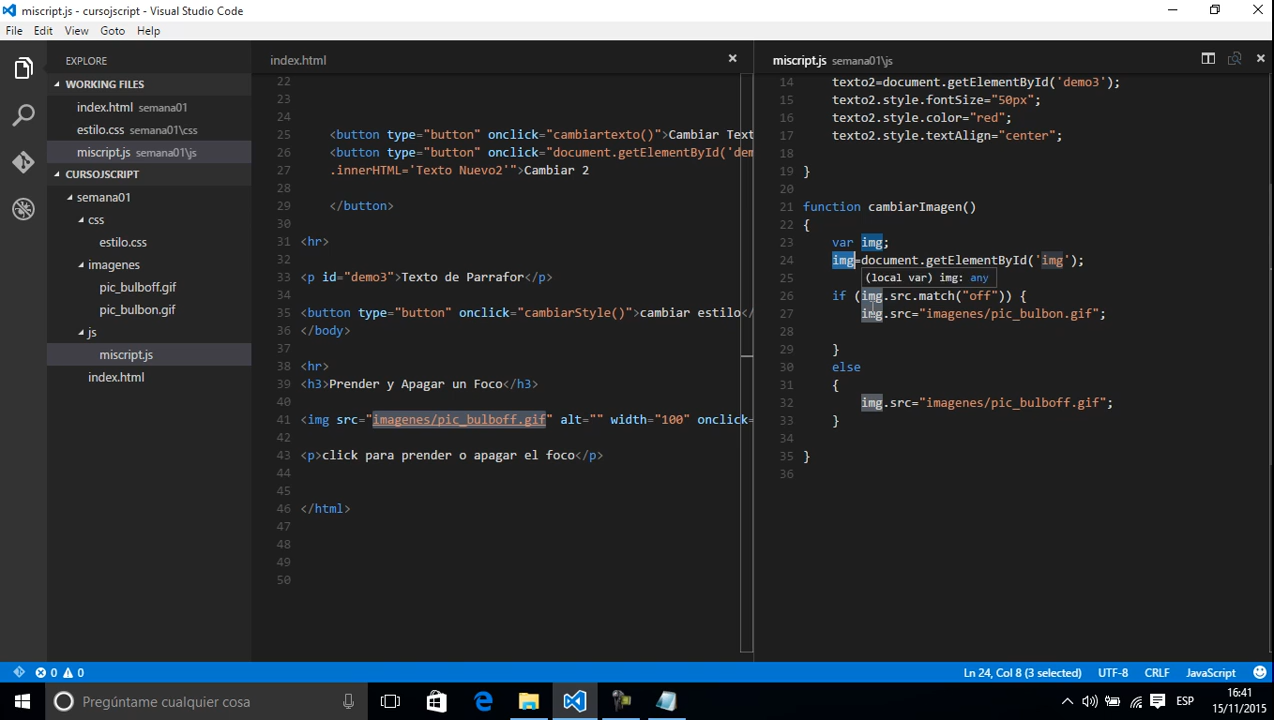 miscript.js - cursojscript - Visual Studio Code
File Edit View Goto Help
EXPLORE
WORKING FILES
index.html semana01
estilo.css semana01\css
miscript.js semana01\js
CURSOJSCRIPT
semana01
css
estilo.css
imagenes
pic_bulboff.gif
pic_bulbon.gif
js
miscript.js
index.html
index.html
22
23
24
25 <button type="button" onclick="cambiartexto()">Cambiar Text
26 <button type="button" onclick="document.getElementById('dem
27 .innerHTML='Texto Nuevo2'">Cambiar 2
28
29 </button>
30
31 <hr>
32
33 <p id="demo3">Texto de Parrafor</p>
34
35 <button type="button" onclick="cambiarStyle()">cambiar estilo</
36 </body>
37
38 <hr>
39 <h3>Prender y Apagar un Foco</h3>
40
41 <img src="imagenes/pic_bulboff.gif" alt="" width="100" onclick=
42
43 <p>click para prender o apagar el foco</p>
44
45
46 </html>
47
48
49
50
miscript.js semana01\js
14 texto2=document.getElementById('demo3');
15 texto2.style.fontSize="50px";
16 texto2.style.color="red";
17 texto2.style.textAlign="center";
18
19 }
20
21 function cambiarImagen()
22 {
23 var img;
24 img=document.getElementById('img');
25 (local var) img: any
26 if (img.src.match("off")) {
27 img.src="imagenes/pic_bulbon.gif";
28
29 }
30 else
31 {
32 img.src="imagenes/pic_bulboff.gif";
33 }
34
35 }
36
0 0
Ln 24, Col 8 (3 selected) UTF-8 CRLF JavaScript
Pregúntame cualquier cosa
ESP
16:41
15/11/2015